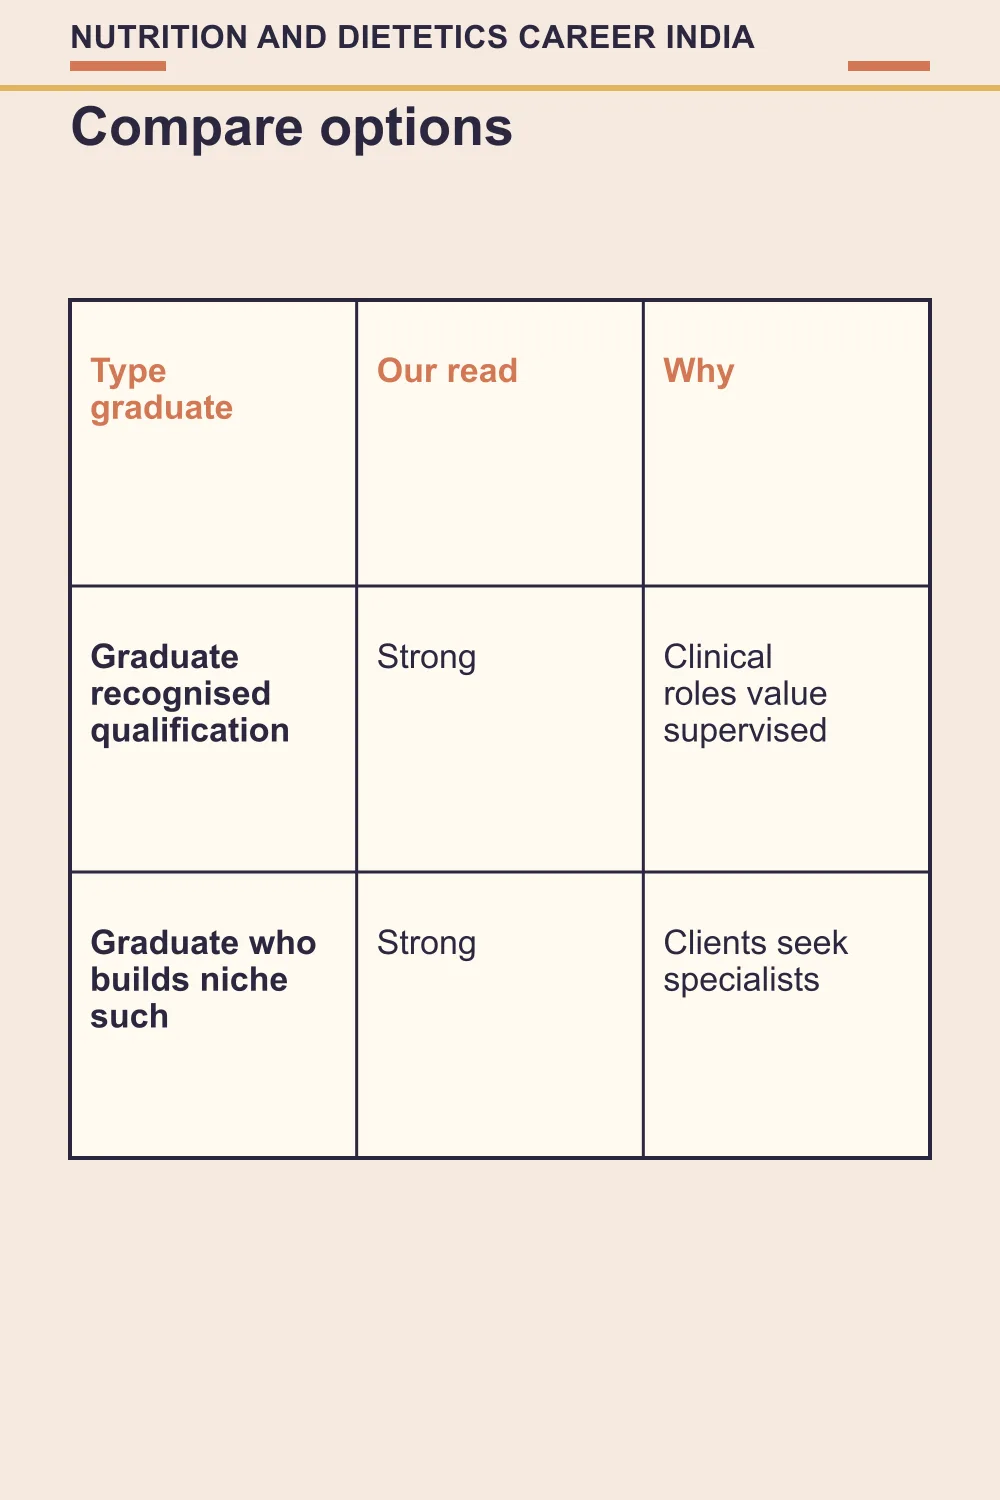 NUTRITION AND DIETETICS CAREER INDIA
Compare options
Type
graduate
Our read
Why
Graduate
recognised
qualification
Strong
Clinical
roles value
supervised
Graduate who
builds niche
such
Strong
Clients seek
specialists